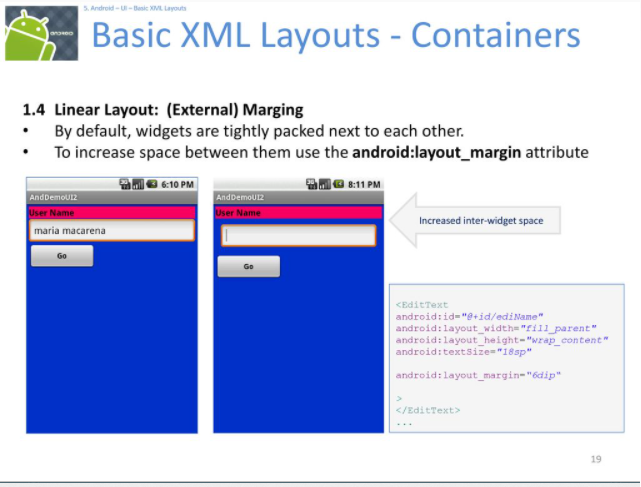 5. Android – UI – Basic XML Layouts
ANDROID
Basic XML Layouts - Containers
1.4 Linear Layout: (External) Marging
• By default, widgets are tightly packed next to each other.
• To increase space between them use the android:layout_margin attribute
6:10 PM
AndDemoUI2
User Name
maria macarena
Go
8:11 PM
AndDemoUI2
User Name
Go
Increased inter-widget space
<EditText
android:id="@+id/ediName"
android:layout_width="fill_parent"
android:layout_height="wrap_content"
android:textSize="18sp"
android:layout_margin="6dip"
>
</EditText>
...
19